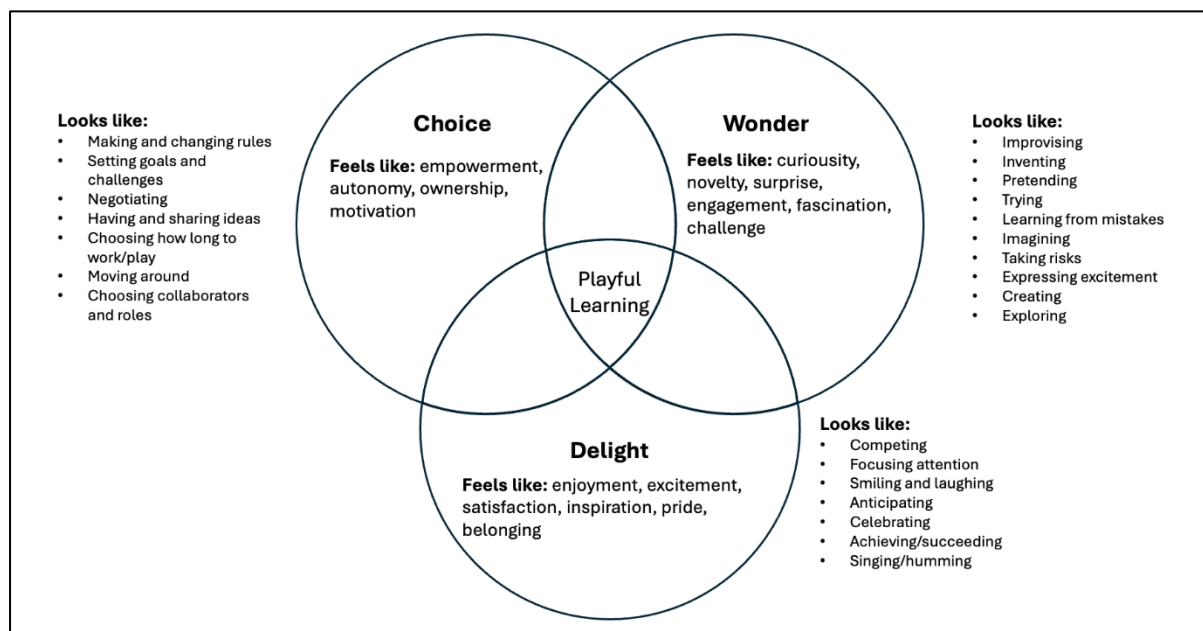 Looks like:
• Making and changing rules
• Setting goals and
challenges
• Negotiating
• Having and sharing ideas
• Choosing how long to
work/play
• Moving around
• Choosing collaborators
and roles
Choice
Feels like: empowerment,
autonomy, ownership,
motivation
Wonder
Feels like: curiousity,
novelty, surprise,
engagement, fascination,
challenge
Looks like:
• Improvising
• Inventing
• Pretending
• Trying
• Learning from mistakes
• Imagining
• Taking risks
• Expressing excitement
• Creating
• Exploring
Playful
Learning
Delight
Feels like: enjoyment, excitement,
satisfaction, inspiration, pride,
belonging
Looks like:
• Competing
• Focusing attention
• Smiling and laughing
• Anticipating
• Celebrating
• Achieving/succeeding
• Singing/humming